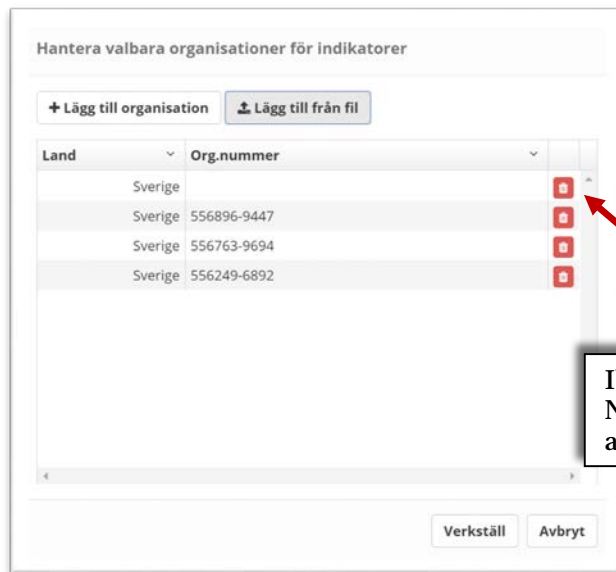 Hantera valbara organisationer för indikatorer
+ Lägg till organisation Lägg till från fil
Land Org.nummer
Sverige
Sverige 556896-9447
Sverige 556763-9694
Sverige 556249-6892
Verkställ Avbryt